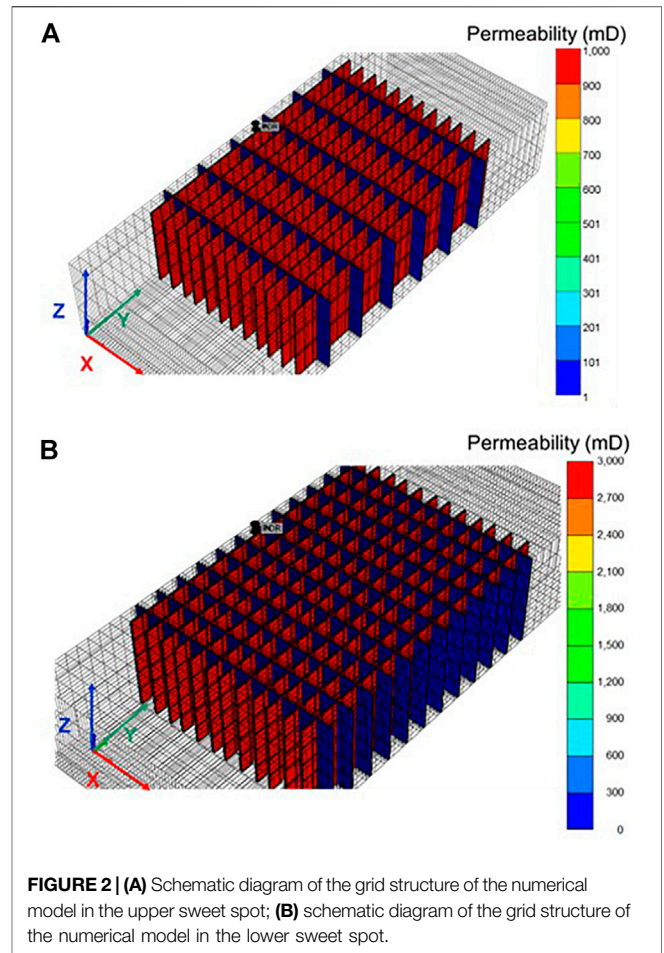 A
Permeability (mD)
1,000
900
800
700
600
501
401
301
201
101
1
Z
Y
X
B
Permeability (mD)
3,000
2,700
2,400
2,100
1,800
1,500
1,200
900
600
300
0
Z
Y
X
FIGURE 2 | (A) Schematic diagram of the grid structure of the numerical
model in the upper sweet spot; (B) schematic diagram of the grid structure of
the numerical model in the lower sweet spot.